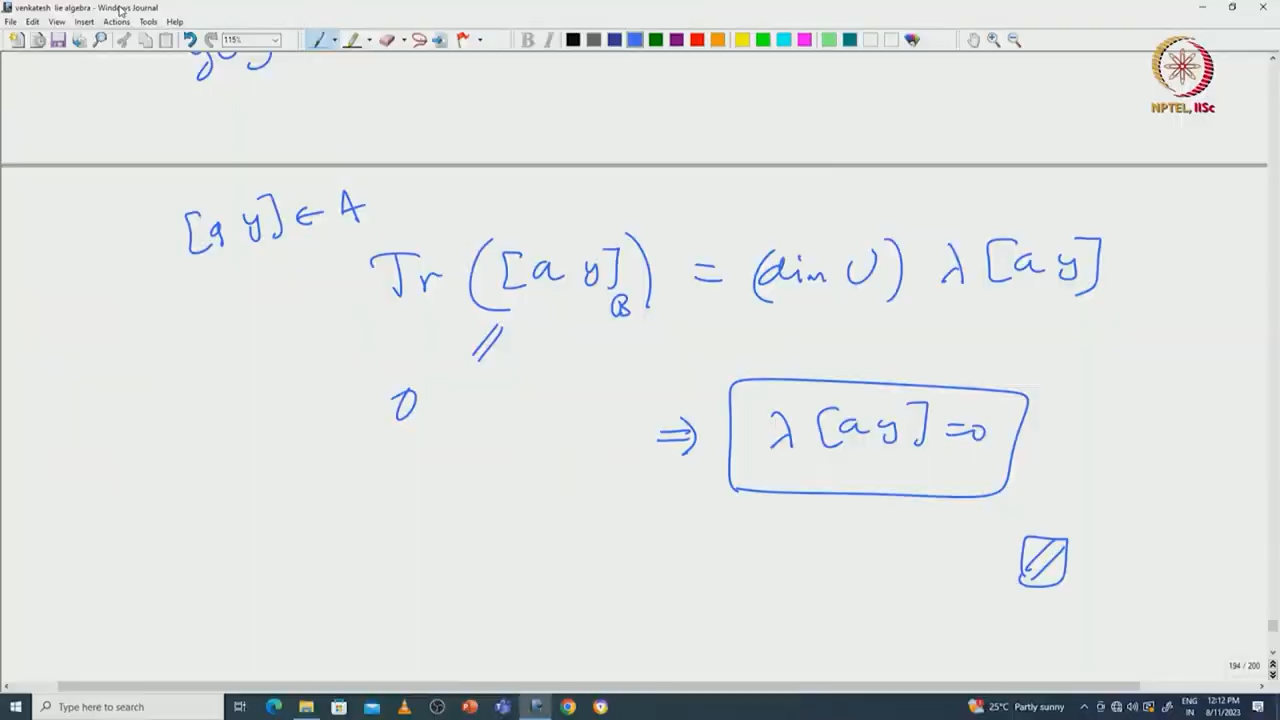 venkatesh lie algebra - Windows Journal
File Edit View Insert Actions Tools Help
115%
B I
NPTEL, IISc
[a y] ∈ A
Tr ([a y]_B) = (dim U) λ [a y]
0
⇒ λ [a y] = 0
194 / 200
Type here to search
25°C Partly sunny
ENG
IN
12:12 PM
8/11/2023